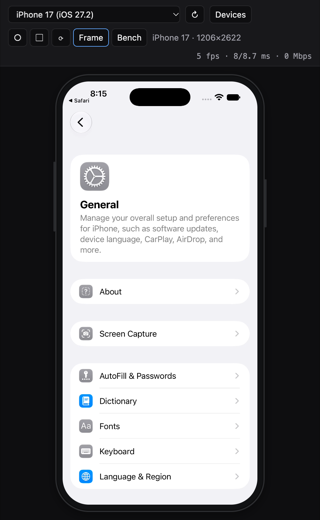 iPhone 17 (iOS 27.2)
Devices
Frame
Bench
iPhone 17 · 1206×2622
5 fps · 8/8.7 ms · 0 Mbps
8:15
Safari
General
Manage your overall setup and preferences
for iPhone, such as software updates,
device language, CarPlay, AirDrop, and
more.
About
Screen Capture
AutoFill & Passwords
Dictionary
Aa
Fonts
Keyboard
Language & Region